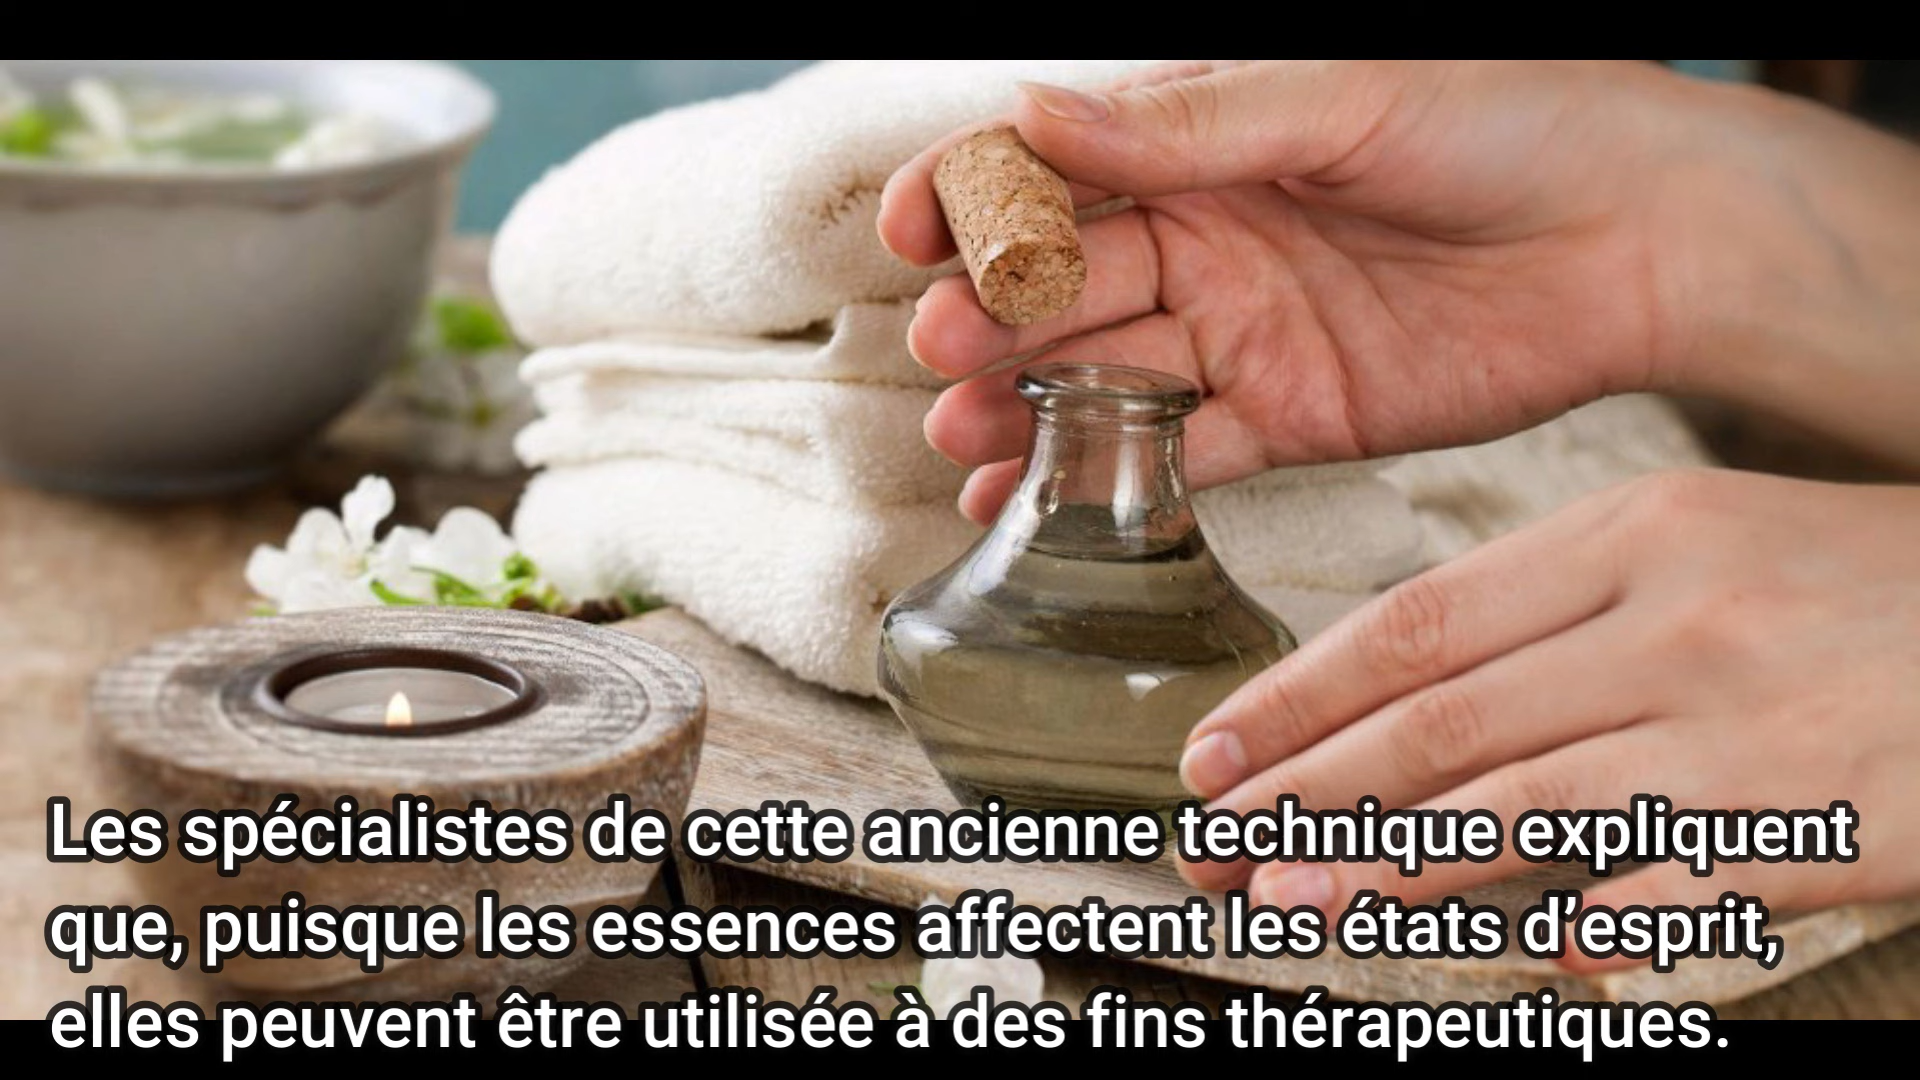 Les spécialistes de cette ancienne technique expliquent
que, puisque les essences affectent les états d’esprit,
elles peuvent être utilisée à des fins thérapeutiques.